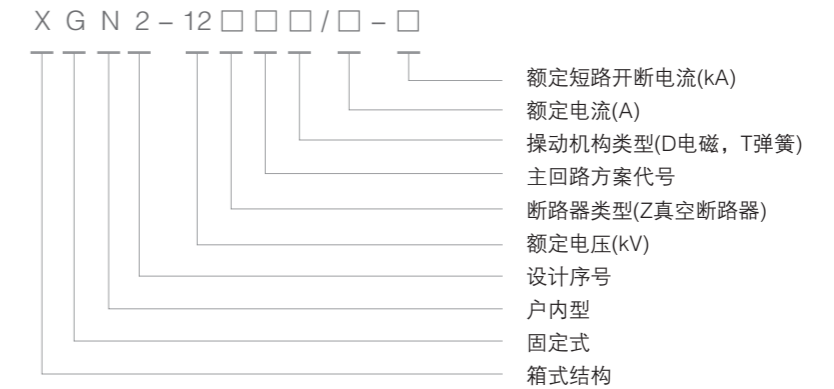 XGN2-12□□□/□-□
额定短路开断电流(kA)
额定电流(A)
操动机构类型(D电磁，T弹簧)
主回路方案代号
断路器类型(Z真空断路器)
额定电压(kV)
设计序号
户内型
固定式
箱式结构